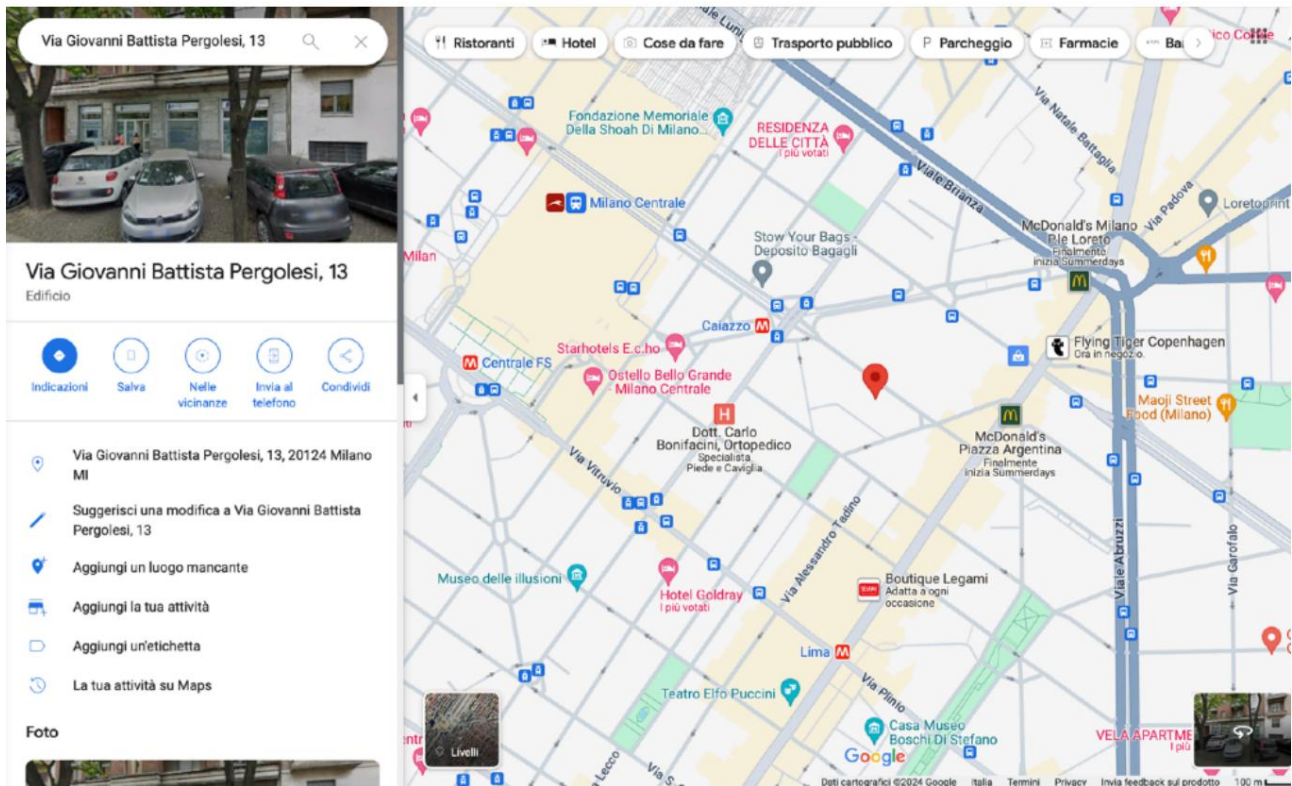 Via Giovanni Battista Pergolesi, 13
Via Giovanni Battista Pergolesi, 13
Edificio
Indicazioni
Salva
Nelle
vicinanze
Invia al
telefono
Condividi
Via Giovanni Battista Pergolesi, 13, 20124 Milano
MI
Suggerisci una modifica a Via Giovanni Battista
Pergolesi, 13
Aggiungi un luogo mancante
Aggiungi la tua attività
Aggiungi un'etichetta
La tua attività su Maps
Foto
Ristoranti
Hotel
Cose da fare
Trasporto pubblico
P Parcheggio
Farmacie
Viale Luni
Fondazione Memoriale
Della Shoah Di Milano...
RESIDENZA
DELLE CITTÀ
I più votati
Via Natale Battaglia
Viale Brianza
Via Padova
Loretoprint
Milano Centrale
Milan
Stow Your Bags -
Deposito Bagagli
McDonald's Milano
P.le Loreto
Finalmente
inizia Summerdays
Caiazzo M
Starhotels E.c.ho
M Centrale FS
Ostello Bello Grande
- Milano Centrale
Flying Tiger Copenhagen
Ora in negozio.
Maoji Street
Food (Milano)
H
Dott. Carlo
Bonifacini, Ortopedico
Specialista
Piede e Caviglia
McDonald's
Piazza Argentina
Finalmente
inizia Summerdays
Via Vitruvio
Via Alessandro Tadino
Viale Abruzzi
Via Garofalo
Museo delle illusioni
Hotel Goldray
I più votati
Boutique Legami
Adatta a ogni
occasione
Lima M
Via Plinio
Teatro Elfo Puccini
Casa Museo
Boschi Di Stefano
VELA APARTME
I più
Via Lecco
Livelli
Google
Dati cartografici ©2024 Google Italia Termini Privacy Invia feedback sul prodotto 100 m